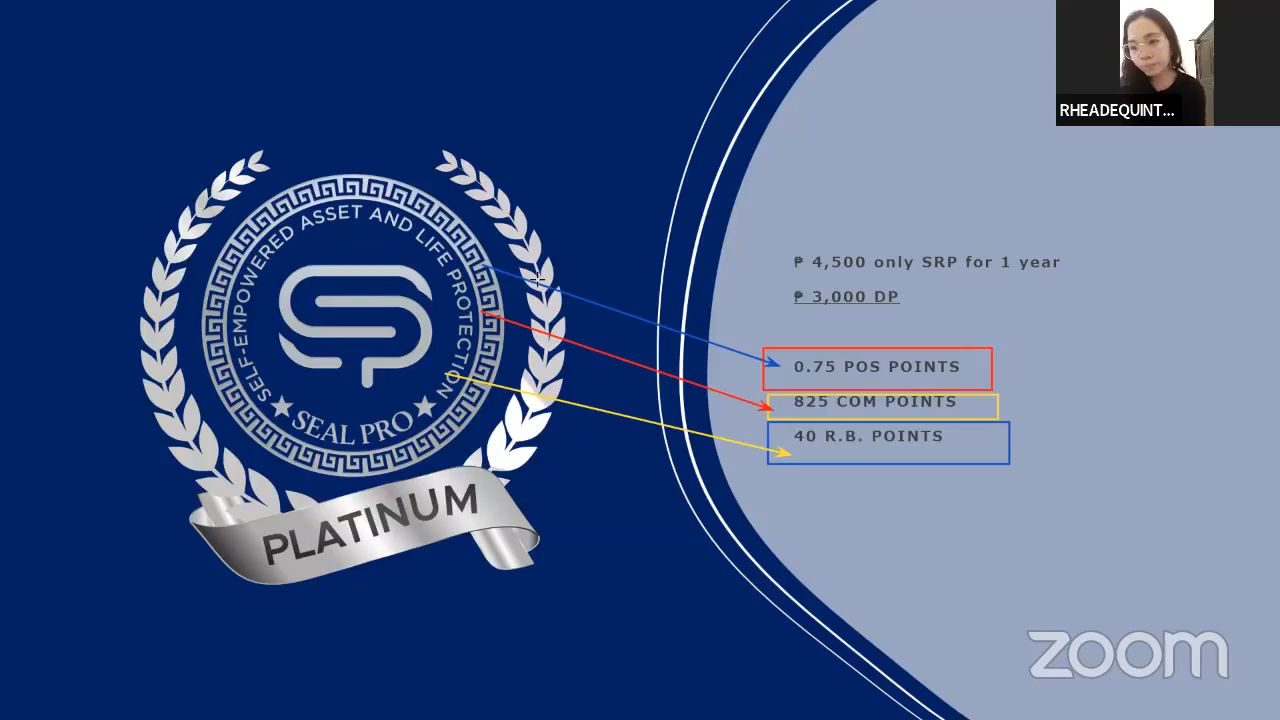 RHEADEQUINT...
SELF-EMPOWERED ASSET AND LIFE PROTECTION
SP
SEAL PRO
PLATINUM
₱ 4,500 only SRP for 1 year
₱ 3,000 DP
0.75 POS POINTS
825 COM POINTS
40 R.B. POINTS
zoom